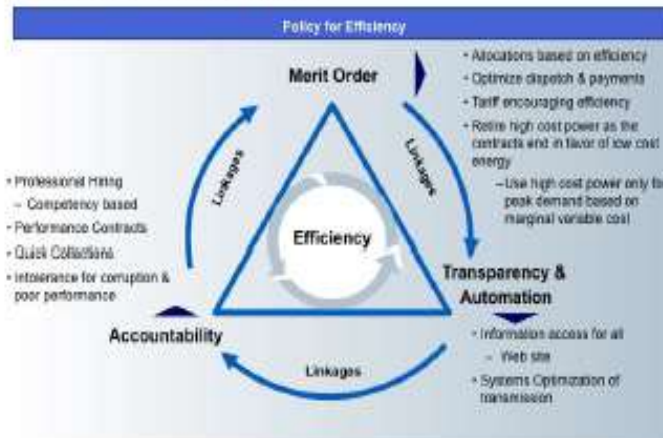 Policy for Efficiency
Merit Order
• Allocations based on efficiency
• Optimize dispatch & payments
• Tariff encouraging efficiency
• Retire high cost power as the
contracts end in favor of low cost
energy
– Use high cost power only fo
peak demand based on
marginal variable cost
Linkages
Linkages
• Professional Hiring
– Competency based
• Performance Contracts
• Quick Collections
• Intolerance for corruption &
poor performance
Efficiency
Transparency &
Automation
Accountability
• Information access for all
– Web site
• Systems Optimization of
transmission
Linkages